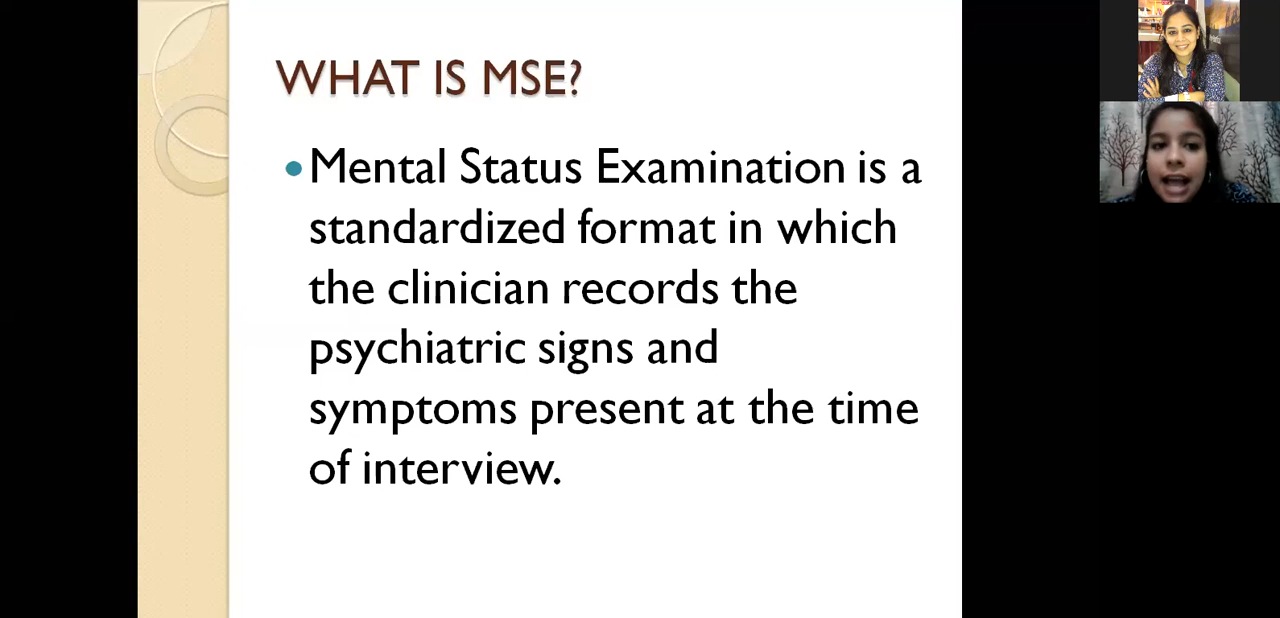 WHAT IS MSE?
Mental Status Examination is a
standardized format in which
the clinician records the
psychiatric signs and
symptoms present at the time
of interview.